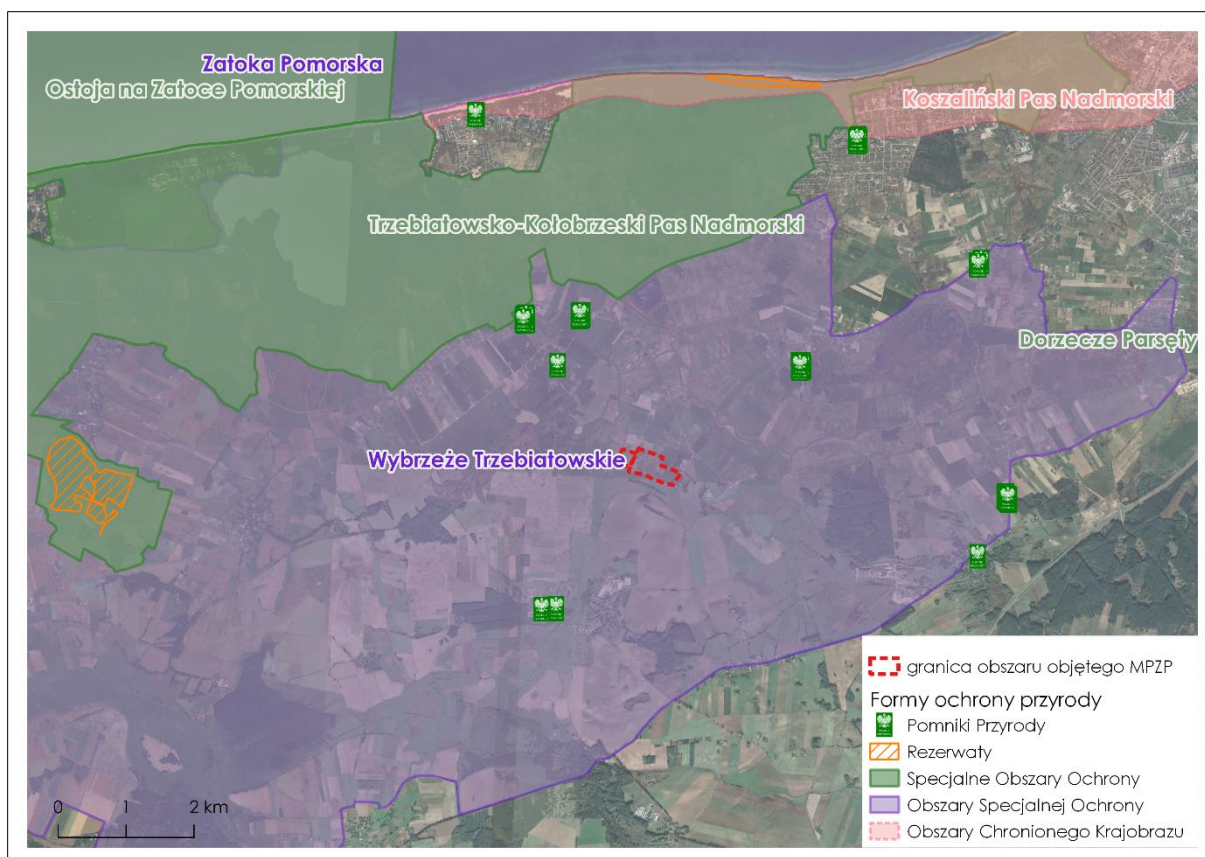 Zatoka Pomorska
Ostoja na Zatoce Pomorskiej
Koszaliński Pas Nadmorski
Trzebiatowsko-Kołobrzeski Pas Nadmorski
Dorzecze Parsęty
Wybrzeże Trzebiatowskie
granica obszaru objętego MPZP
Formy ochrony przyrody
Pomniki Przyrody
Rezerwaty
Specjalne Obszary Ochrony
Obszary Specjalnej Ochrony
Obszary Chronionego Krajobrazu
0 1 2 km